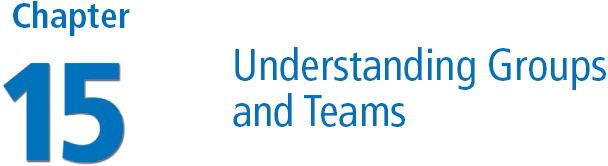 Chapter
15
Understanding Groups
and Teams